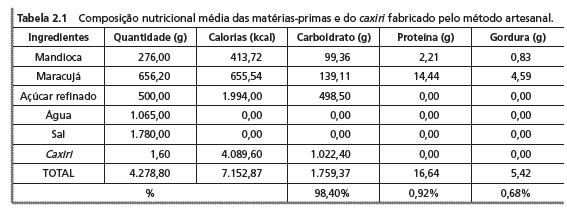 Tabela 2.1 Composição nutricional média das matérias-primas e do caxiri fabricado pelo método artesanal.
Ingredientes Quantidade (g) Calorias (kcal) Carboidrato (g) Proteína (g) Gordura (g)
Mandioca 276,00 413,72 99,36 2,21 0,83
Maracujá 656,20 655,54 139,11 14,44 4,59
Açúcar refinado 500,00 1.994,00 498,50 0,00 0,00
Água 1.065,00 0,00 0,00 0,00 0,00
Sal 1.780,00 0,00 0,00 0,00 0,00
Caxiri 1,60 4.089,60 1.022,40 0,00 0,00
TOTAL 4.278,80 7.152,87 1.759,37 16,64 5,42
% 98,40% 0,92% 0,68%